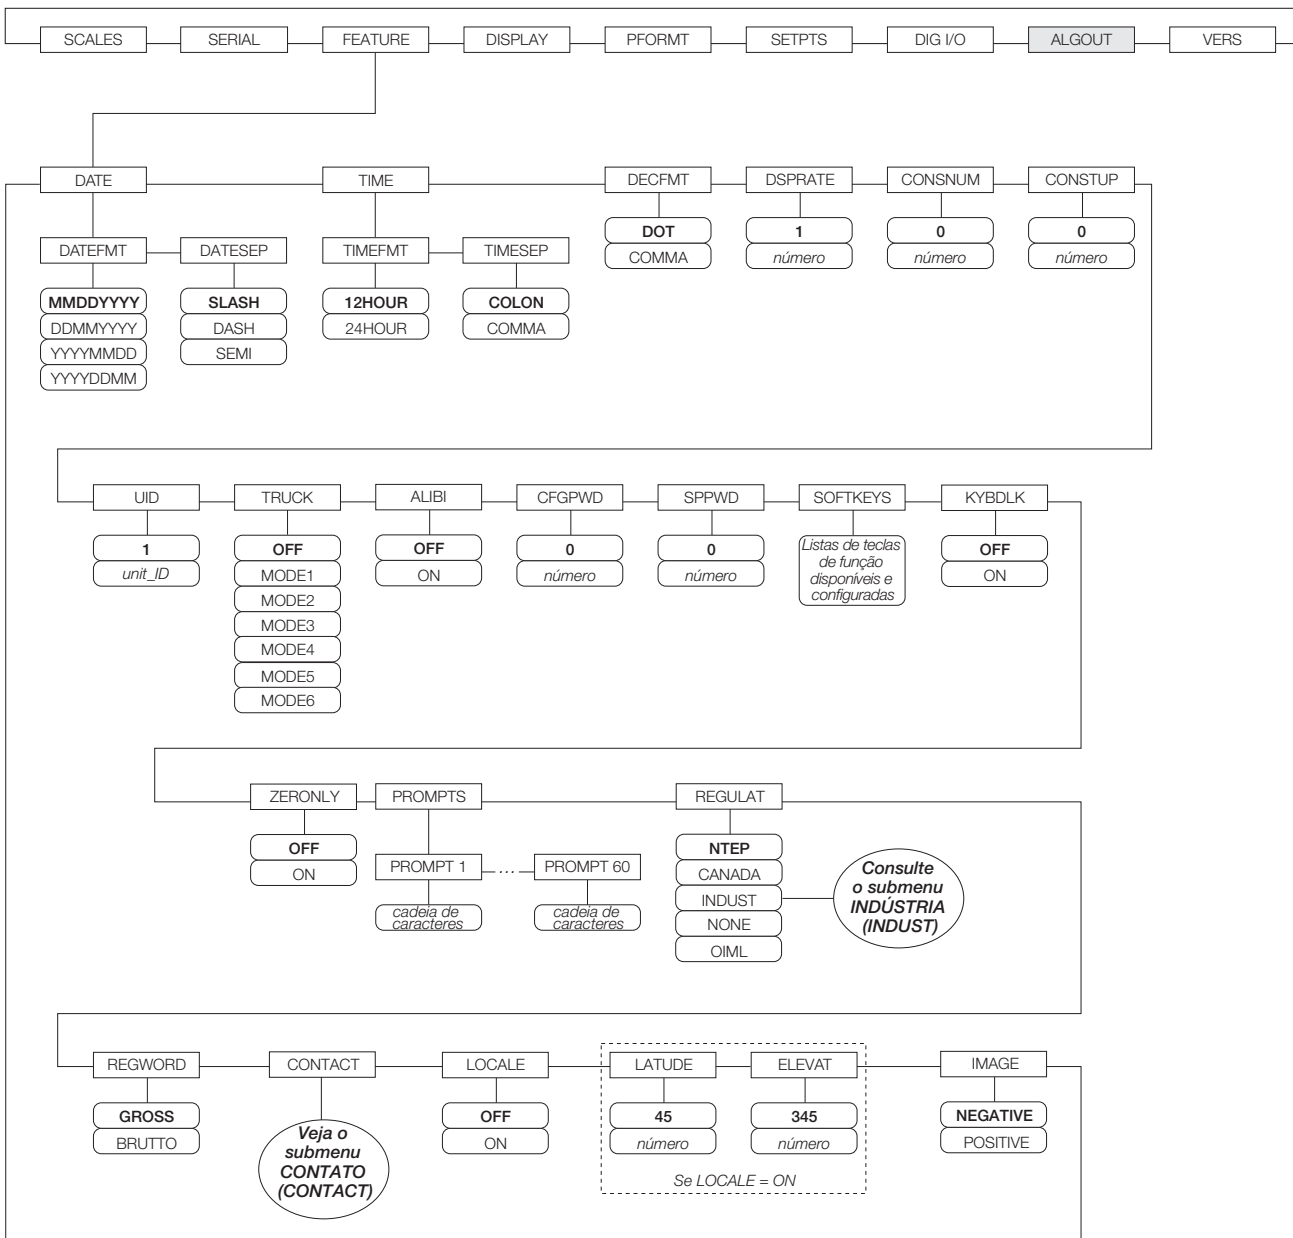 SCALES SERIAL FEATURE DISPLAY PFORMT SETPTS DIG I/O ALGOUT VERS
DATE TIME DECFMT DSPRATE CONSNUM CONSTUP
DOT 1 0 0
COMMA número número número
DATEFMT DATESEP TIMEFMT TIMESEP
MMDDYYYY SLASH 12HOUR COLON
DDMMYYYY DASH 24HOUR COMMA
YYYYMMDD SEMI
YYYYDDMM
UID TRUCK ALIBI CFGPWD SPPWD SOFTKEYS KYBDLK
1 OFF OFF 0 0 OFF
unit_ID MODE1 ON número número ON
MODE2
MODE3
MODE4
MODE5
MODE6
Listas de teclas
de função
disponíveis e
configuradas
ZERONLY PROMPTS REGULAT
OFF
ON
PROMPT 1 ... PROMPT 60
cadeia de
caracteres
cadeia de
caracteres
NTEP
CANADA
INDUST
NONE
OIML
Consulte
o submenu
INDÚSTRIA
(INDUST)
REGWORD CONTACT LOCALE LATUDE ELEVAT IMAGE
GROSS
BRUTTO
Veja o
submenu
CONTATO
(CONTACT)
OFF
ON
45 345
número número
Se LOCALE = ON
NEGATIVE
POSITIVE